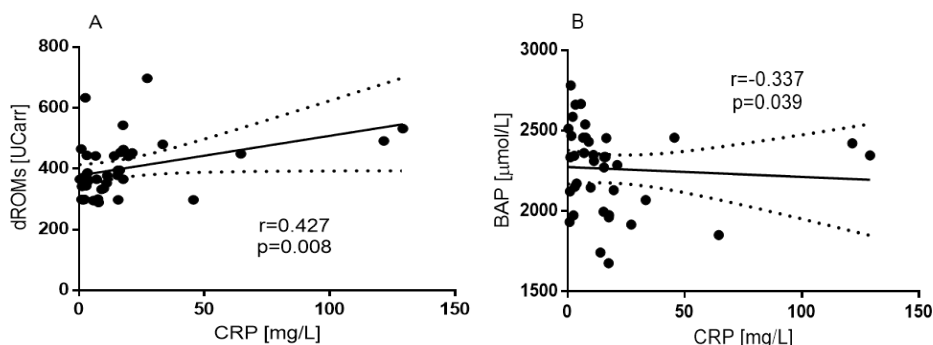 A
800
600
400
200
0
dROMs [UCarr]
r=0.427
p=0.008
0
50
100
150
CRP [mg/L]
B
3000
2500
2000
1500
BAP [μmol/L]
r=-0.337
p=0.039
0
50
100
150
CRP [mg/L]